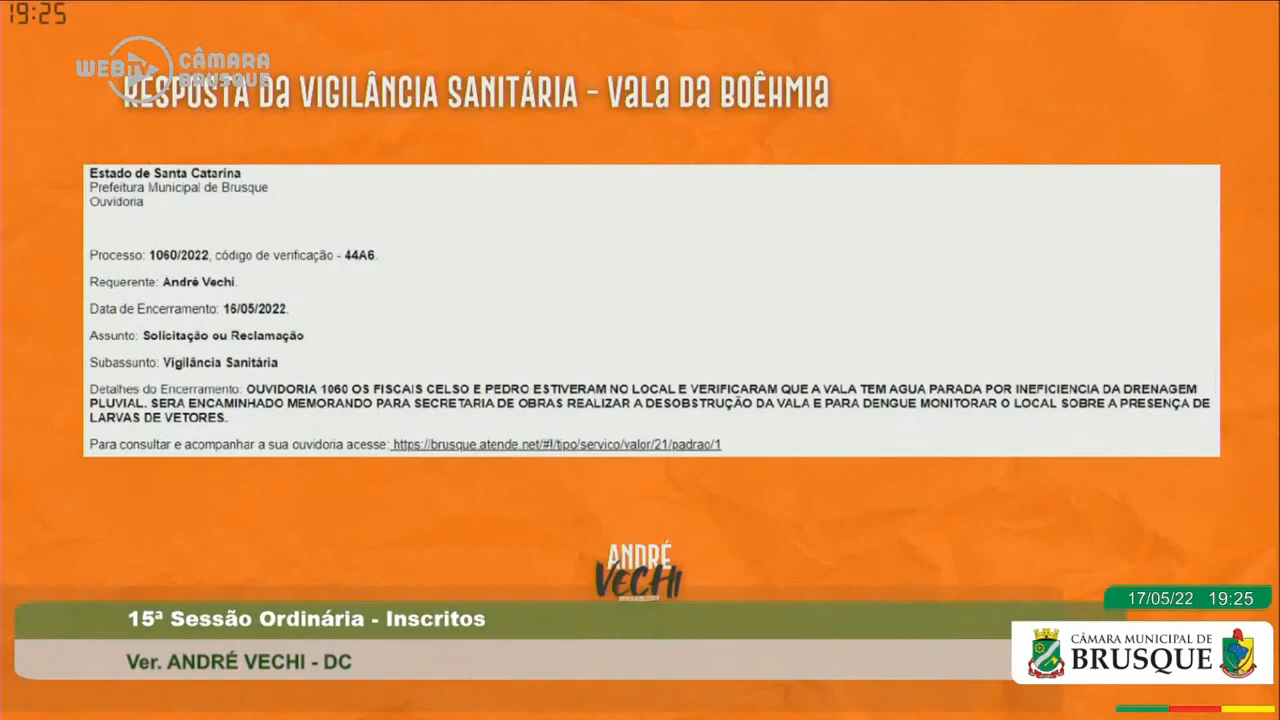 19:25
WEBTV CÂMARA
BRUSQUE
RESPOSTA DA VIGILÂNCIA SANITÁRIA - VALA DA BOÊHMIA
Estado de Santa Catarina
Prefeitura Municipal de Brusque
Ouvidoria
Processo: 1060/2022, código de verificação - 44A6.
Requerente: André Vechi.
Data de Encerramento: 16/05/2022.
Assunto: Solicitação ou Reclamação
Subassunto: Vigilância Sanitária
Detalhes do Encerramento: OUVIDORIA 1060 OS FISCAIS CELSO E PEDRO ESTIVERAM NO LOCAL E VERIFICARAM QUE A VALA TEM AGUA PARADA POR INEFICIENCIA DA DRENAGEM
PLUVIAL. SERA ENCAMINHADO MEMORANDO PARA SECRETARIA DE OBRAS REALIZAR A DESOBSTRUÇÃO DA VALA E PARA DENGUE MONITORAR O LOCAL SOBRE A PRESENÇA DE
LARVAS DE VETORES.
Para consultar e acompanhar a sua ouvidoria acesse: https://brusque.atende.net/#!/tipo/servico/valor/21/padrao/1
ANDRÉ
VECHI
15ª Sessão Ordinária - Inscritos
17/05/22 19:25
Ver. ANDRÉ VECHI - DC
CÂMARA MUNICIPAL DE
BRUSQUE